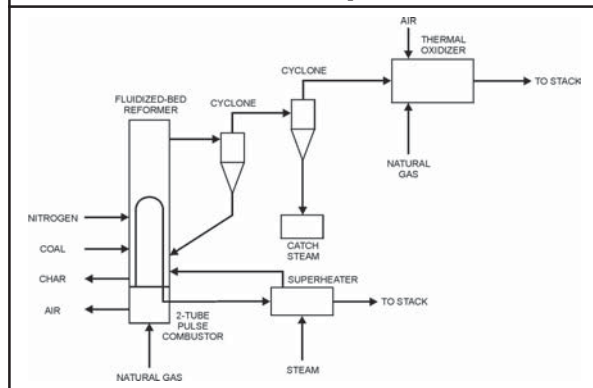 AIR
THERMAL
OXIDIZER
CYCLONE
TO STACK
CYCLONE
FLUIDIZED-BED
REFORMER
NATURAL
GAS
NITROGEN
COAL
CATCH
STEAM
CHAR
SUPERHEATER
TO STACK
AIR
2-TUBE
PULSE
COMBUSTOR
STEAM
NATURAL GAS